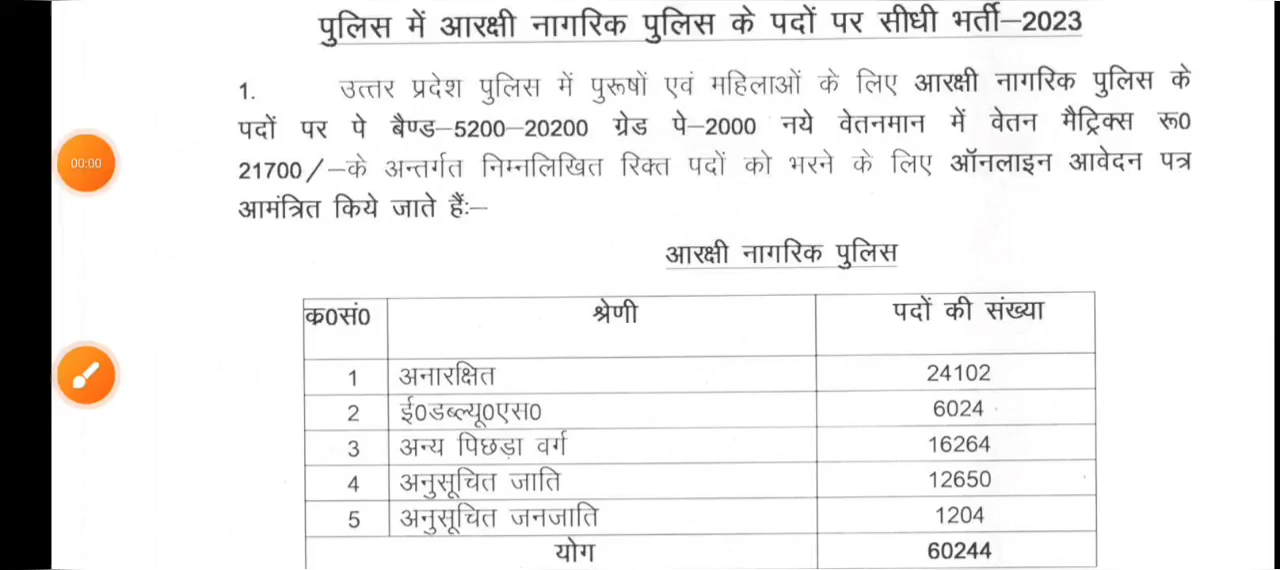 पुलिस में आरक्षी नागरिक पुलिस के पदों पर सीधी भर्ती–2023
1. उत्तर प्रदेश पुलिस में पुरूषों एवं महिलाओं के लिए आरक्षी नागरिक पुलिस के
पदों पर पे बैण्ड–5200–20200 ग्रेड पे–2000 नये वेतनमान में वेतन मैट्रिक्स रू0
00:00
21700/–के अन्तर्गत निम्नलिखित रिक्त पदों को भरने के लिए ऑनलाइन आवेदन पत्र
आमंत्रित किये जाते हैंः–
आरक्षी नागरिक पुलिस
क0सं0 श्रेणी पदों की संख्या
1 अनारक्षित 24102
2 ई0डब्ल्यू0एस0 6024
3 अन्य पिछड़ा वर्ग 16264
4 अनुसूचित जाति 12650
5 अनुसूचित जनजाति 1204
योग 60244